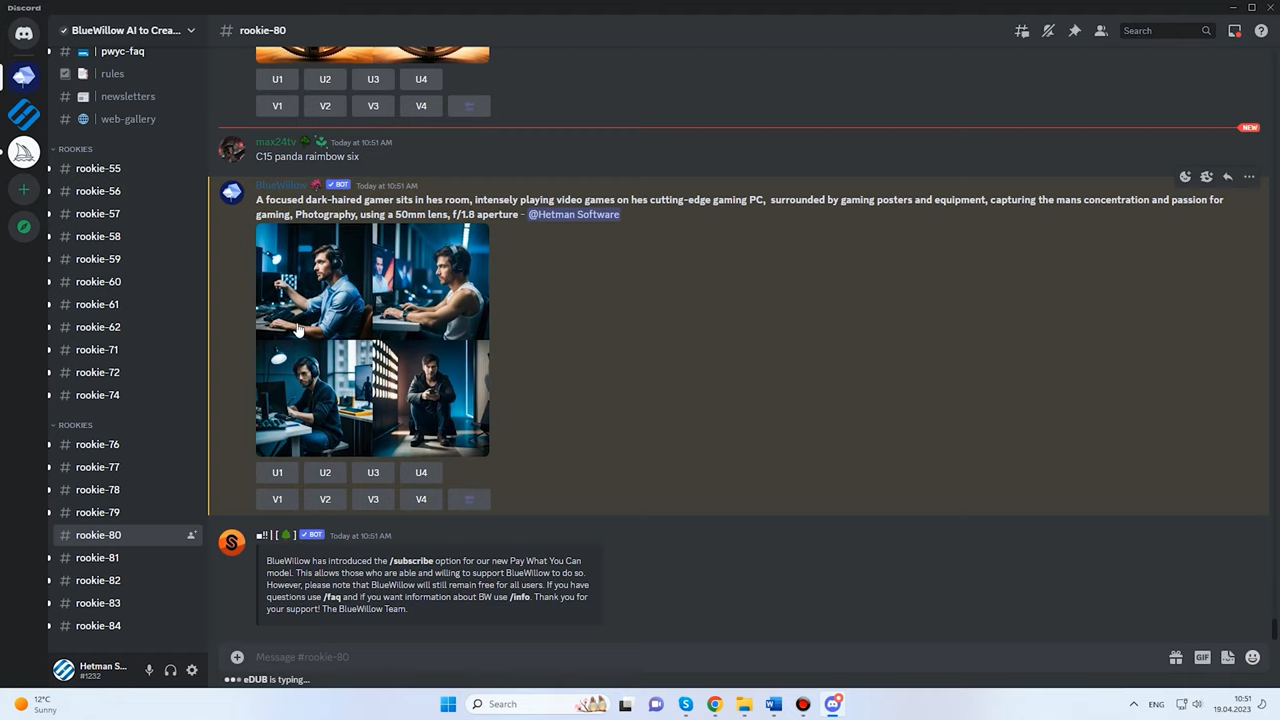 Discord
BlueWillow AI to Crea...
# rookie-80
Search
# | pwyc-faq
| rules
| newsletters
| web-gallery
ROOKIES
# rookie-55
# rookie-56
# rookie-57
# rookie-58
# rookie-59
# rookie-60
# rookie-61
# rookie-62
# rookie-71
# rookie-72
# rookie-74
ROOKIES
# rookie-76
# rookie-77
# rookie-78
# rookie-79
# rookie-80
# rookie-81
# rookie-82
# rookie-83
# rookie-84
Hetman S...
#1232
U1 U2 U3 U4
V1 V2 V3 V4
NEW
max24tv Today at 10:51 AM
C15 panda raimbow six
BlueWillow BOT Today at 10:51 AM
A focused dark-haired gamer sits in hes room, intensely playing video games on hes cutting-edge gaming PC, surrounded by gaming posters and equipment, capturing the mans concentration and passion for
gaming, Photography, using a 50mm lens, f/1.8 aperture - @Hetman Software
U1 U2 U3 U4
V1 V2 V3 V4
S
!!|[ ] BOT Today at 10:51 AM
BlueWillow has introduced the /subscribe option for our new Pay What You Can
model. This allows those who are able and willing to support BlueWillow to do so.
However, please note that BlueWillow will still remain free for all users. If you have
questions use /faq and if you want information about BW use /info. Thank you for
your support! The BlueWillow Team.
Message #rookie-80
GIF
eDUB is typing...
12°C
Sunny
Search
ENG
10:51
19.04.2023